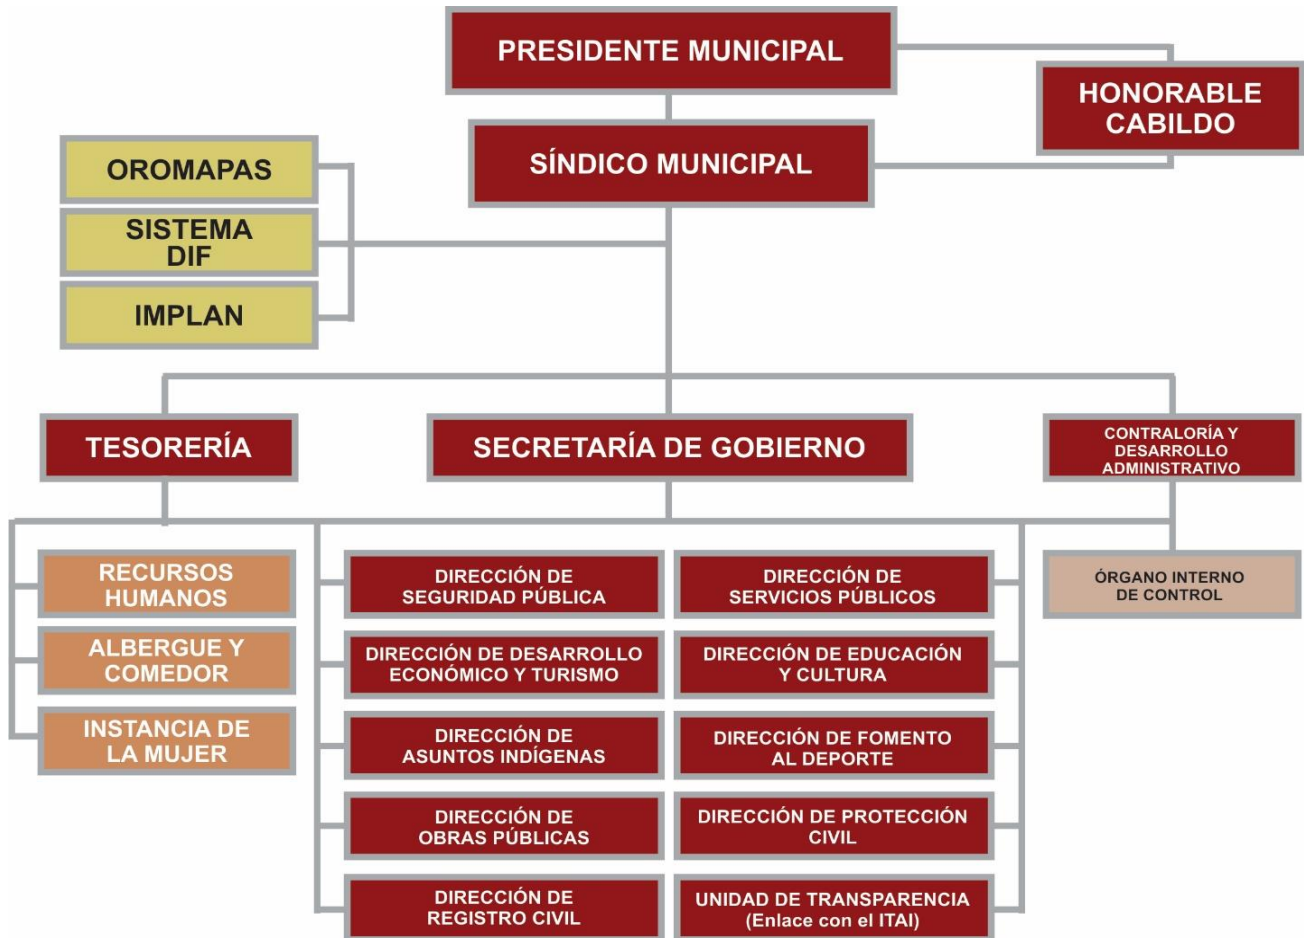 PRESIDENTE MUNICIPAL
HONORABLE
CABILDO
SÍNDICO MUNICIPAL
OROMAPAS
SISTEMA
DIF
IMPLAN
TESORERÍA
SECRETARÍA DE GOBIERNO
CONTRALORÍA Y
DESARROLLO
ADMINISTRATIVO
RECURSOS
HUMANOS
ALBERGUE Y
COMEDOR
INSTANCIA DE
LA MUJER
DIRECCIÓN DE
SEGURIDAD PÚBLICA
DIRECCIÓN DE DESARROLLO
ECONÓMICO Y TURISMO
DIRECCIÓN DE
ASUNTOS INDÍGENAS
DIRECCIÓN DE
OBRAS PÚBLICAS
DIRECCIÓN DE
REGISTRO CIVIL
DIRECCIÓN DE
SERVICIOS PÚBLICOS
DIRECCIÓN DE EDUCACIÓN
Y CULTURA
DIRECCIÓN DE FOMENTO
AL DEPORTE
DIRECCIÓN DE PROTECCIÓN
CIVIL
UNIDAD DE TRANSPARENCIA
(Enlace con el ITAI)
ÓRGANO INTERNO
DE CONTROL